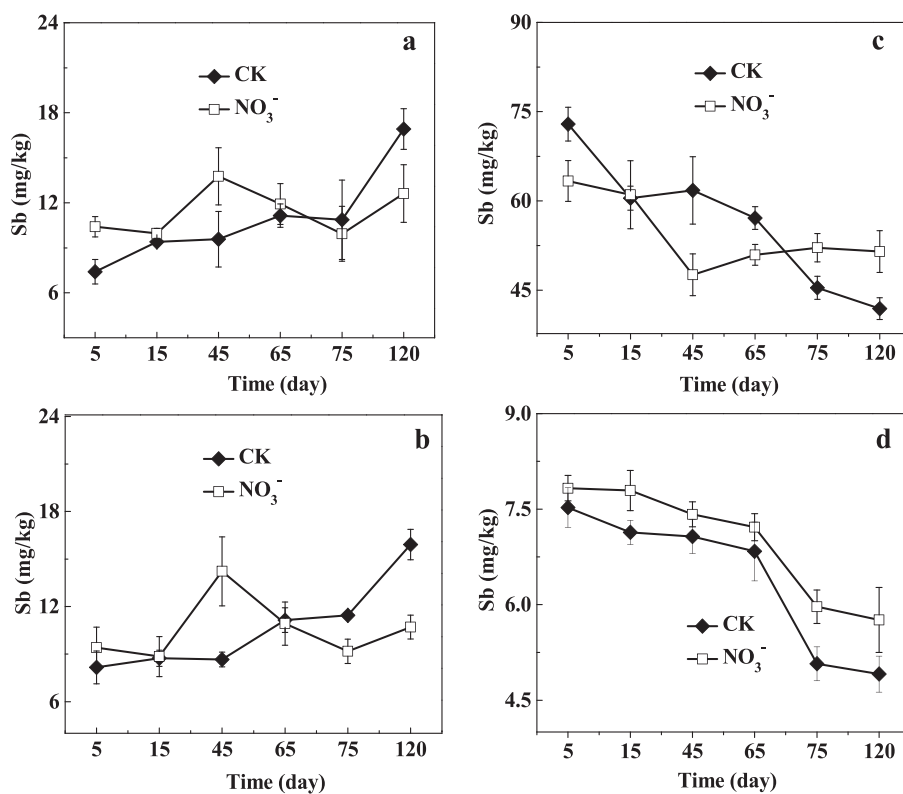 a
24
18
12
6
Sb (mg/kg)
CK
NO₃⁻
5 15 45 65 75 120
Time (day)
c
90
75
60
45
Sb (mg/kg)
CK
NO₃⁻
5 15 45 65 75 120
Time (day)
b
24
18
12
6
Sb (mg/kg)
CK
NO₃⁻
5 15 45 65 75 120
Time (day)
d
9.0
7.5
6.0
4.5
Sb (mg/kg)
CK
NO₃⁻
5 15 45 65 75 120
Time (day)